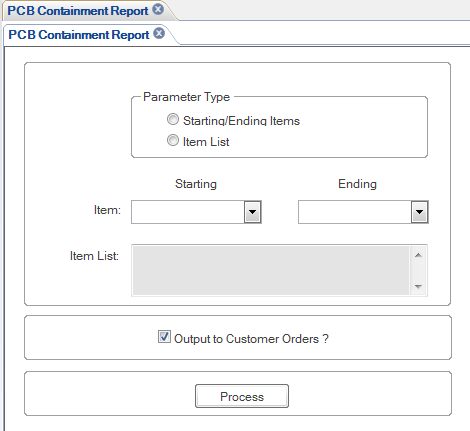 PCB Containment Report
PCB Containment Report
Parameter Type
Starting/Ending Items
Item List
Starting Ending
Item:
Item List:
Output to Customer Orders ?
Process